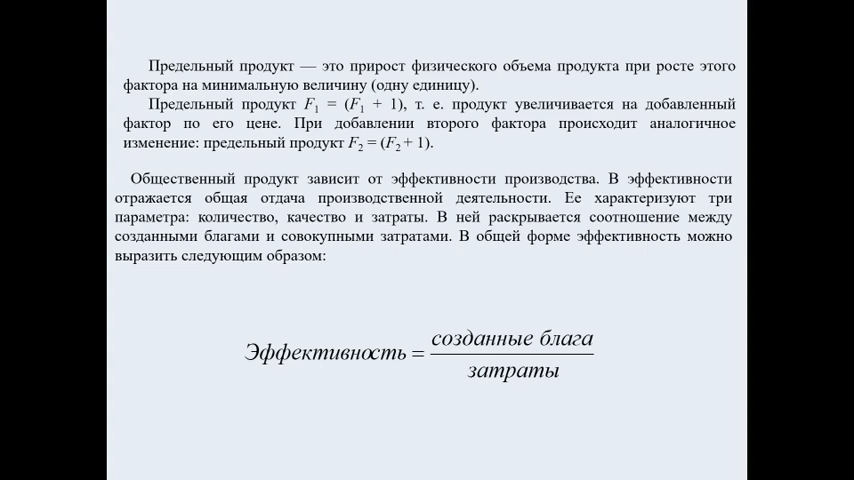 Предельный продукт — это прирост физического объема продукта при росте этого
фактора на минимальную величину (одну единицу).
Предельный продукт F₁ = (F₁ + 1), т. е. продукт увеличивается на добавленный
фактор по его цене. При добавлении второго фактора происходит аналогичное
изменение: предельный продукт F₂ = (F₂ + 1).
Общественный продукт зависит от эффективности производства. В эффективности
отражается общая отдача производственной деятельности. Ее характеризуют три
параметра: количество, качество и затраты. В ней раскрывается соотношение между
созданными благами и совокупными затратами. В общей форме эффективность можно
выразить следующим образом:
созданные блага
Эффективность =
затраты